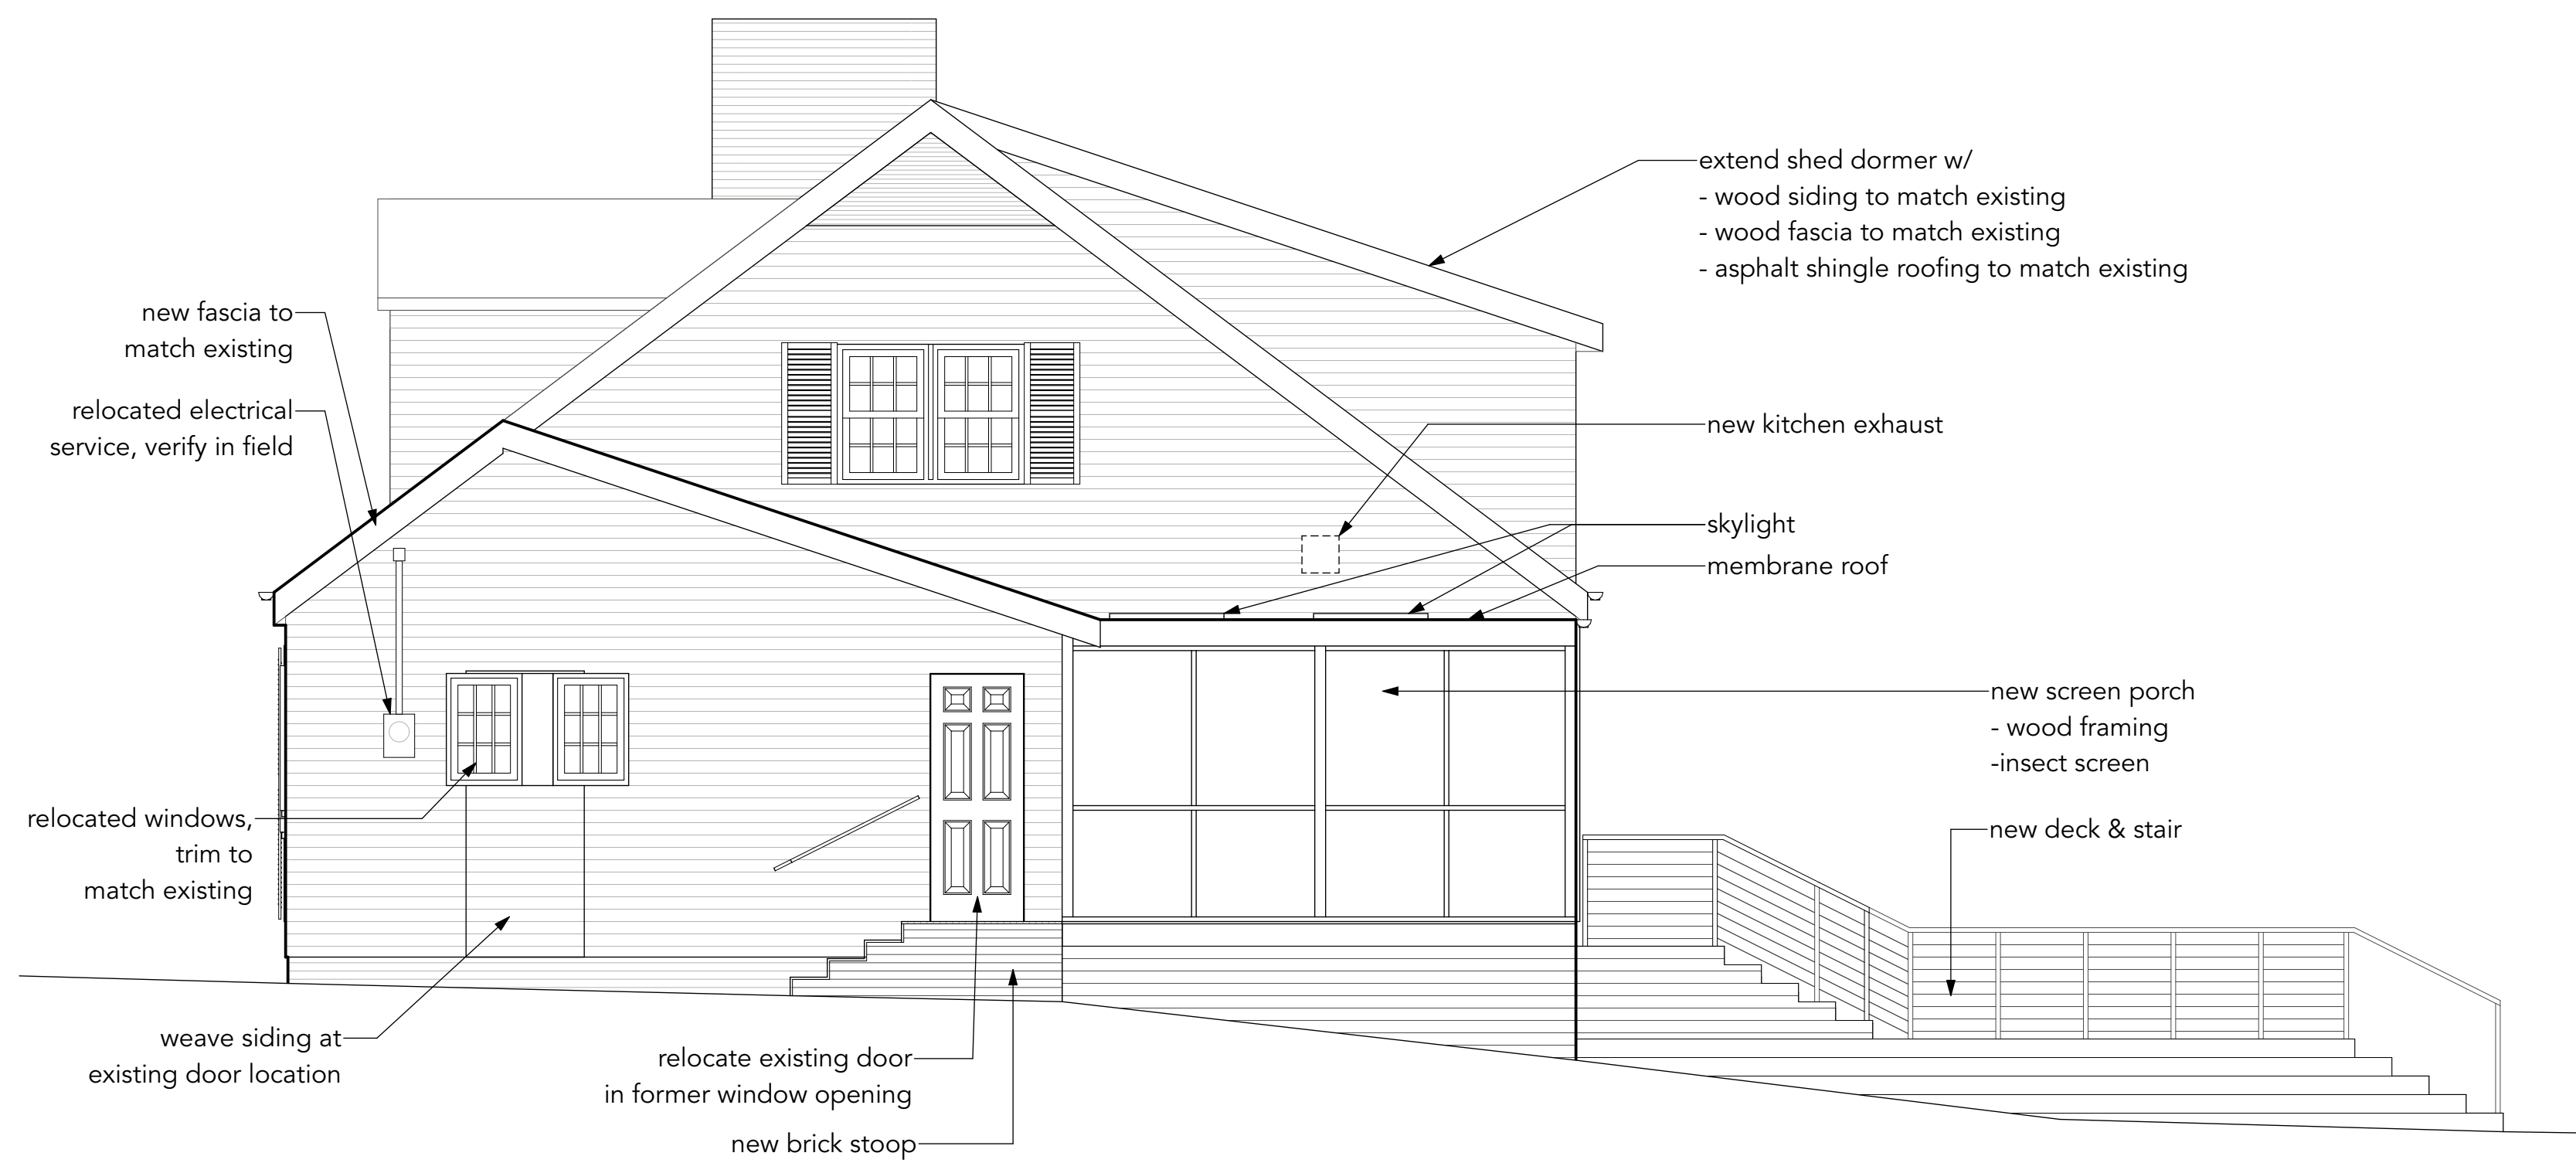 extend shed dormer w/
- wood siding to match existing
- wood fascia to match existing
- asphalt shingle roofing to match existing
new fascia to
match existing
relocated electrical
service, verify in field
new kitchen exhaust
skylight
membrane roof
new screen porch
- wood framing
-insect screen
relocated windows,
trim to
match existing
new deck & stair
weave siding at
existing door location
relocate existing door
in former window opening
new brick stoop